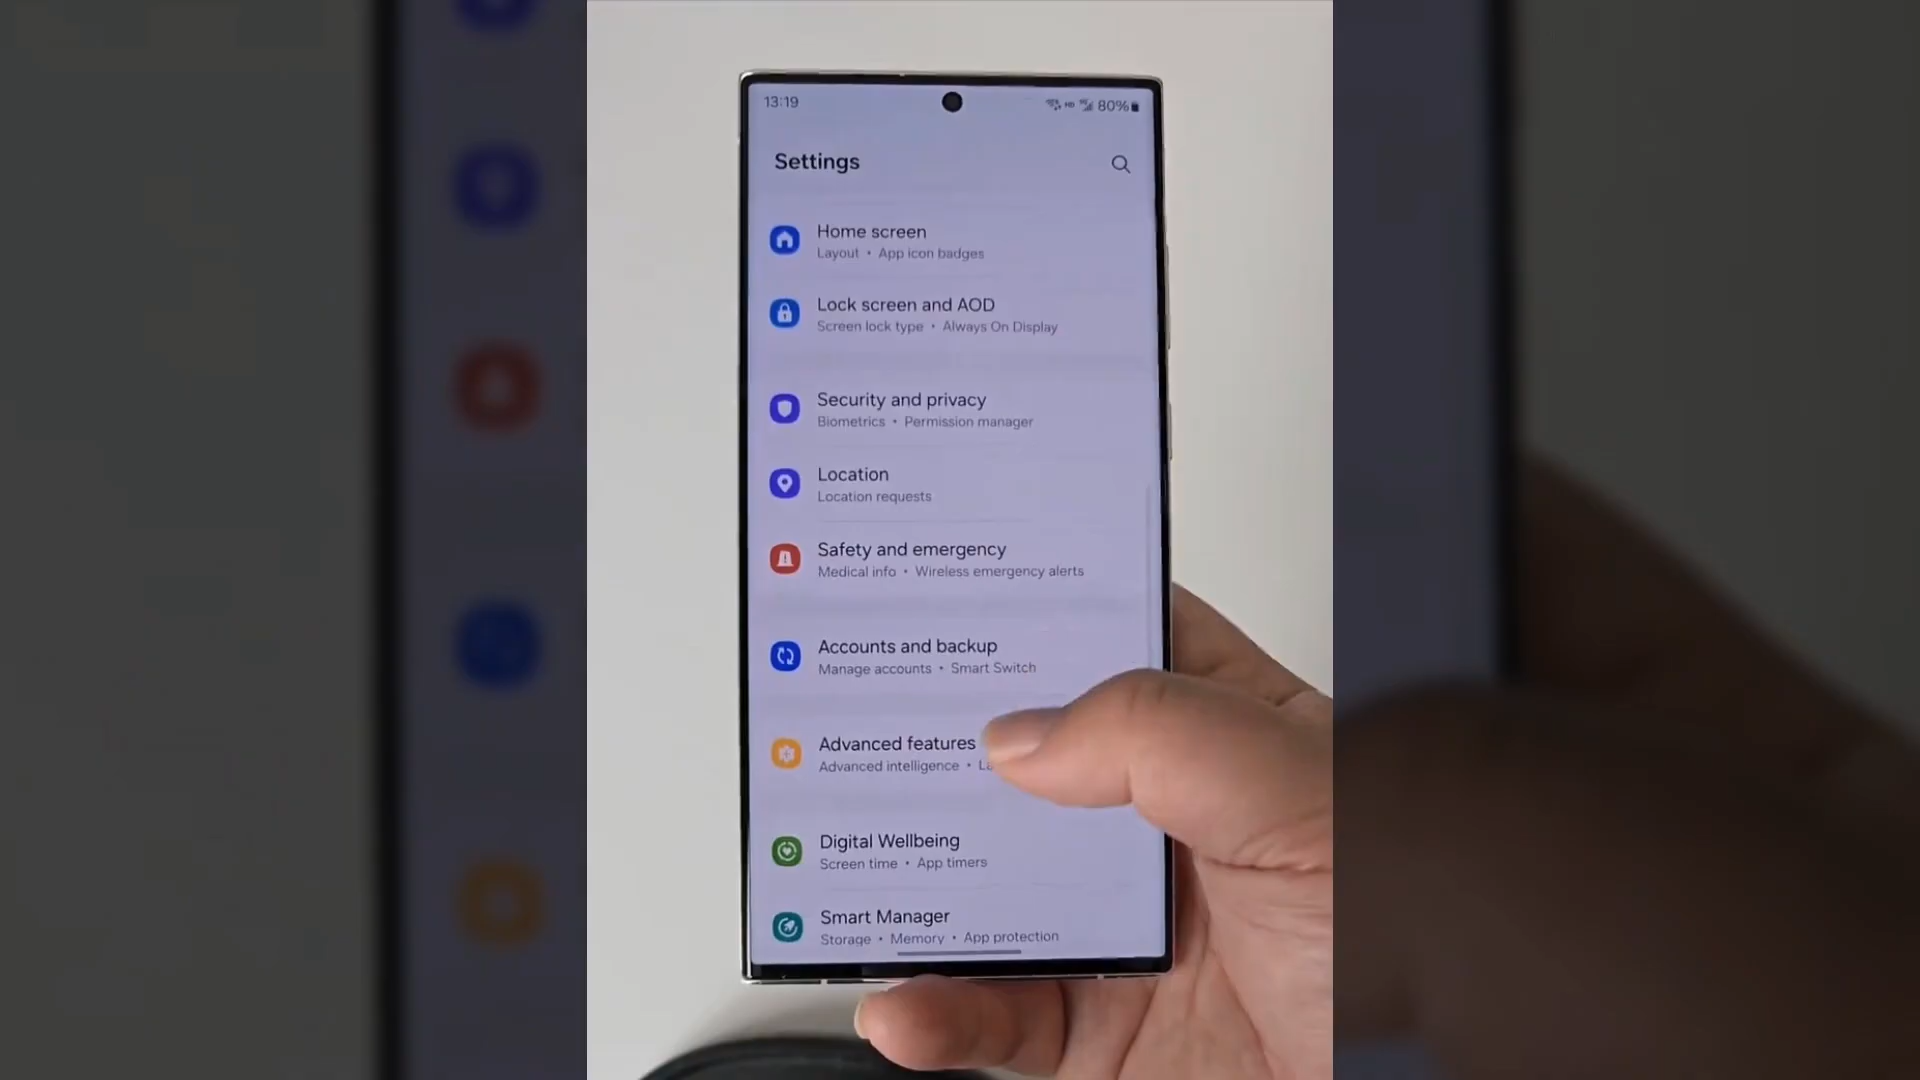 13:19
HD 80%
Settings
Home screen
Layout • App icon badges
Lock screen and AOD
Screen lock type • Always On Display
Security and privacy
Biometrics • Permission manager
Location
Location requests
Safety and emergency
Medical info • Wireless emergency alerts
Accounts and backup
Manage accounts • Smart Switch
Advanced features
Advanced intelligence •
Digital Wellbeing
Screen time • App timers
Smart Manager
Storage • Memory • App protection